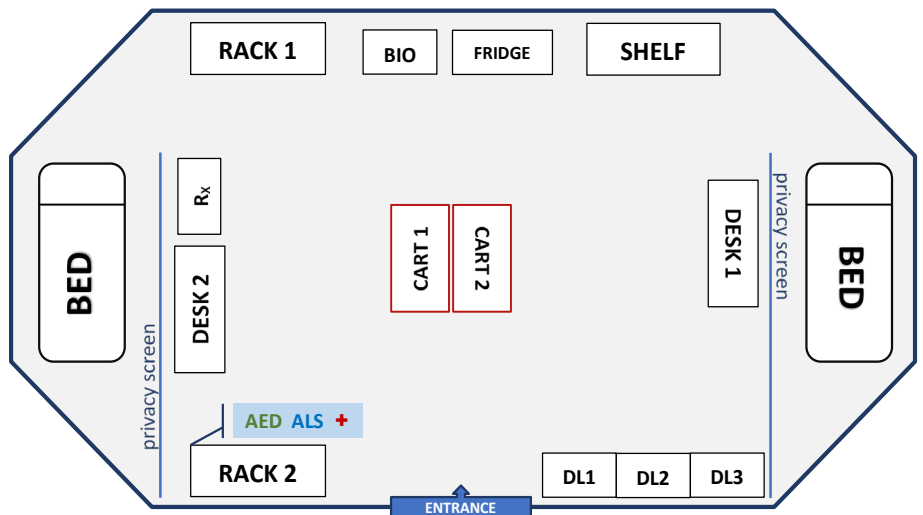 RACK 1
BIO
FRIDGE
SHELF
BED
privacy screen
Rx
DESK 2
CART 1
CART 2
DESK 1
privacy screen
BED
AED ALS +
RACK 2
ENTRANCE
DL1
DL2
DL3